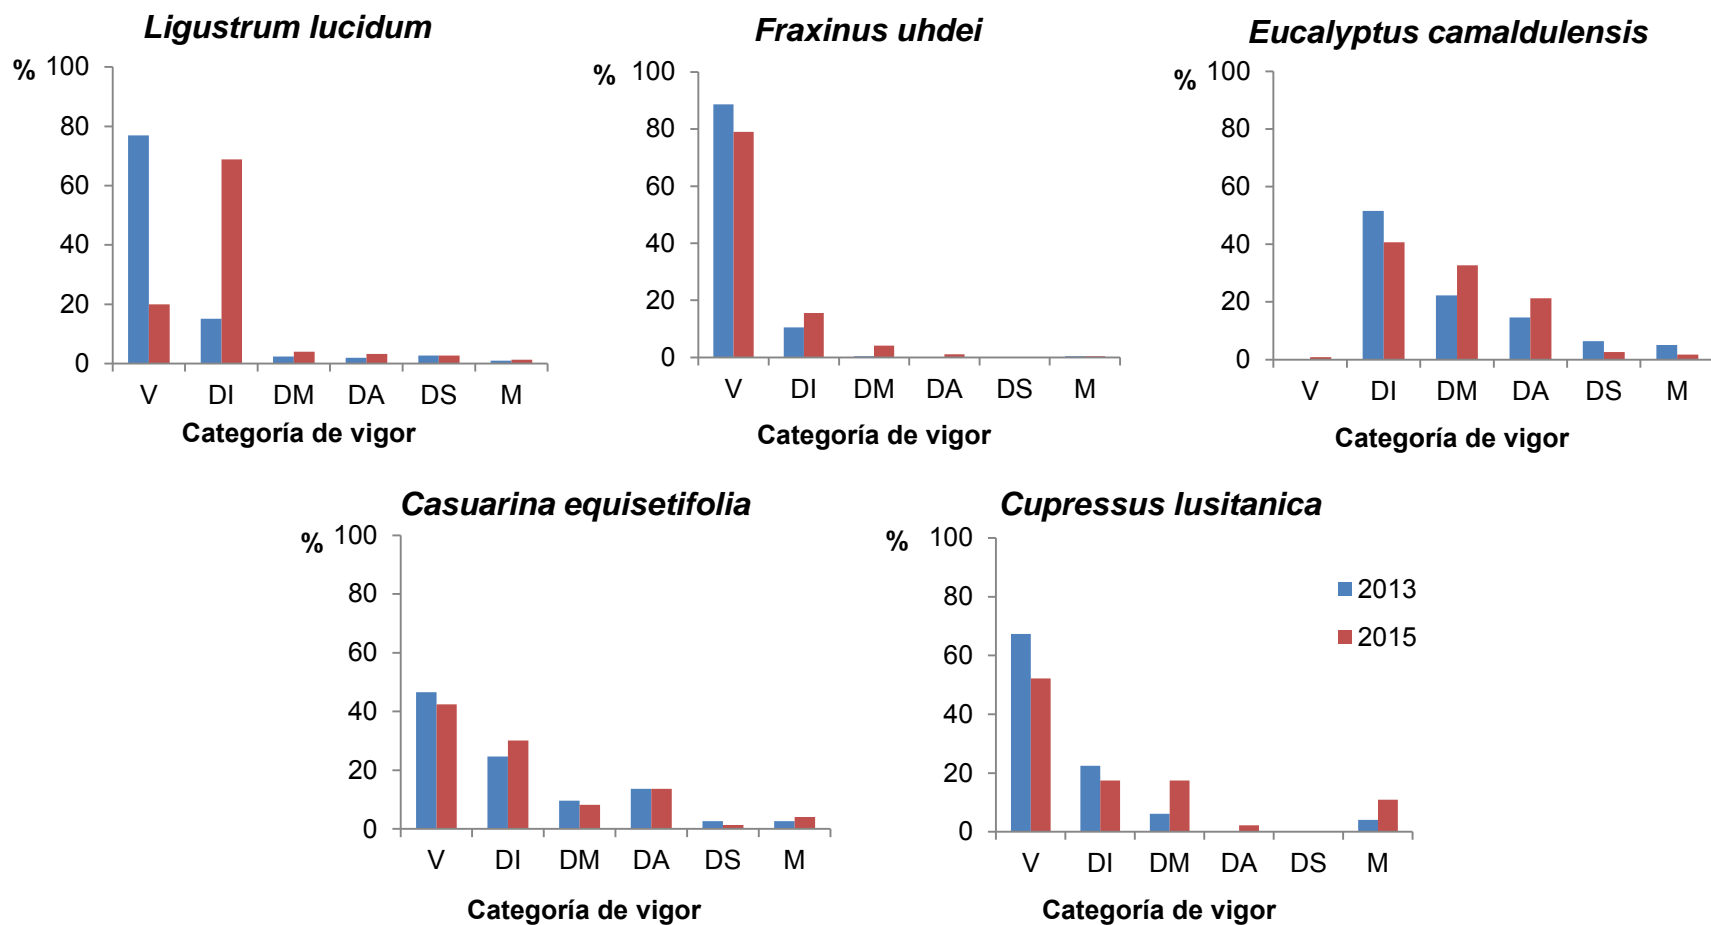 Ligustrum lucidum
% 100
80
60
40
20
0
V DI DM DA DS M
Categoría de vigor
Fraxinus uhdei
% 100
80
60
40
20
0
V DI DM DA DS M
Categoría de vigor
Eucalyptus camaldulensis
% 100
80
60
40
20
0
V DI DM DA DS M
Categoría de vigor
Casuarina equisetifolia
% 100
80
60
40
20
0
V DI DM DA DS M
Categoría de vigor
Cupressus lusitanica
% 100
80
60
40
20
0
V DI DM DA DS M
Categoría de vigor
2013
2015